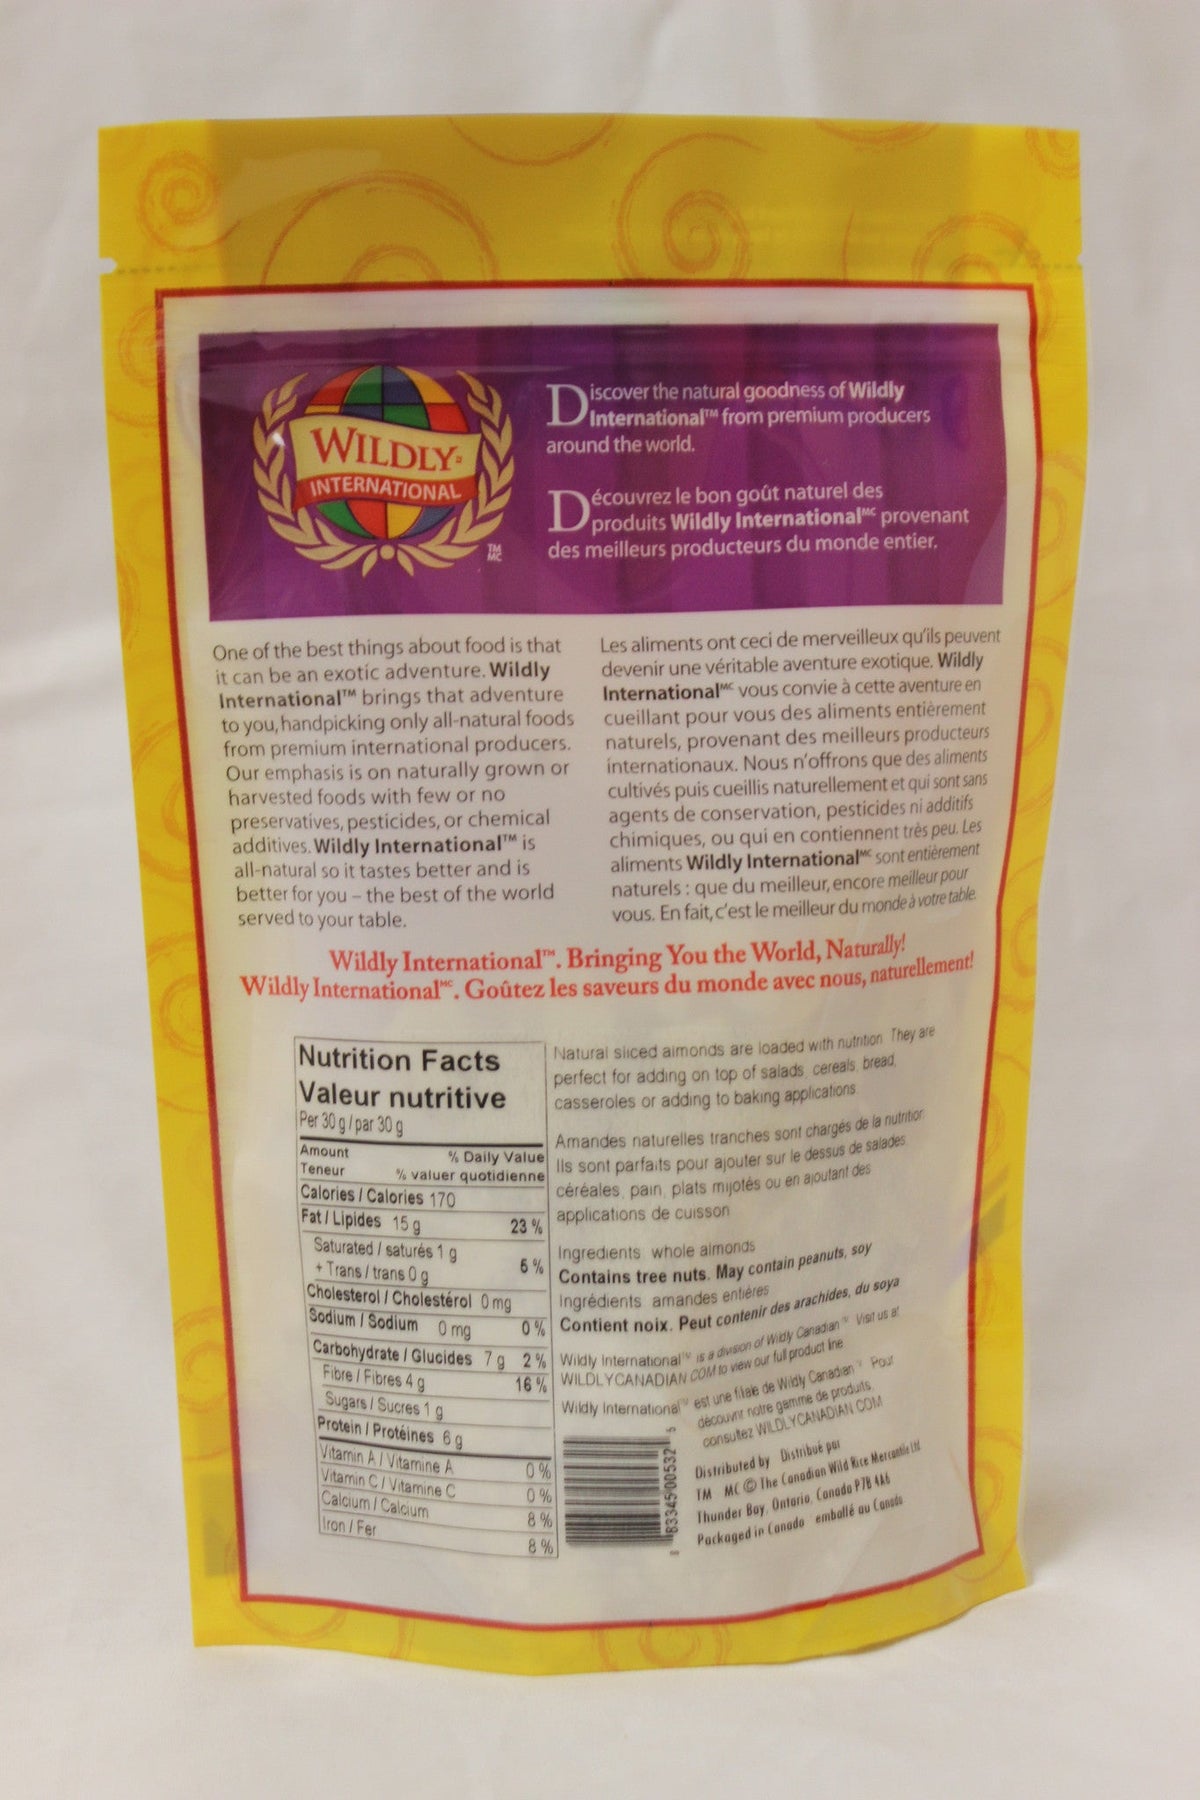 WILDLY
INTERNATIONAL
TM
MC
Discover the natural goodness of Wildly
International™ from premium producers
around the world.
Découvrez le bon goût naturel des
produits Wildly International MC provenant
des meilleurs producteurs du monde entier.
One of the best things about food is that
it can be an exotic adventure. Wildly
International™ brings that adventure
to you, handpicking only all-natural foods
from premium international producers.
Our emphasis is on naturally grown or
harvested foods with few or no
preservatives, pesticides, or chemical
additives. Wildly International™ is
all-natural so it tastes better and is
better for you – the best of the world
served to your table.
Les aliments ont ceci de merveilleux qu'ils peuvent
devenir une véritable aventure exotique. Wildly
International MC vous convie à cette aventure en
cueillant pour vous des aliments entièrement
naturels, provenant des meilleurs producteurs
internationaux. Nous n'offrons que des aliments
cultivés puis cueillis naturellement et qui sont sans
agents de conservation, pesticides ni additifs
chimiques, ou qui en contiennent très peu. Les
aliments Wildly International MC sont entièrement
naturels : que du meilleur, encore meilleur pour
vous. En fait, c'est le meilleur du monde à votre table.
Wildly International™. Bringing You the World, Naturally!
Wildly International MC. Goûtez les saveurs du monde avec nous, naturellement!
Nutrition Facts
Valeur nutritive
Per 30 g / par 30 g
Amount % Daily Value
Teneur % valuer quotidienne
Calories / Calories 170
Fat / Lipides 15 g 23 %
Saturated / saturés 1 g
+ Trans / trans 0 g 5 %
Cholesterol / Cholestérol 0 mg
Sodium / Sodium 0 mg 0 %
Carbohydrate / Glucides 7 g 2 %
Fibre / Fibres 4 g 16 %
Sugars / Sucres 1 g
Protein / Protéines 6 g
Vitamin A / Vitamine A 0 %
Vitamin C / Vitamine C 0 %
Calcium / Calcium 8 %
Iron / Fer 8 %
Natural sliced almonds are loaded with nutrition. They are
perfect for adding on top of salads, cereals, bread,
casseroles or adding to baking applications.
Amandes naturelles tranches sont chargés de la nutrition.
Ils sont parfaits pour ajouter sur le dessus de salades,
céréales, pain, plats mijotés ou en ajoutant des
applications de cuisson
Ingredients: whole almonds
Contains tree nuts. May contain peanuts, soy
Ingrédients: amandes entières
Contient noix. Peut contenir des arachides, du soya
Wildly International™ is a division of Wildly Canadian™ Visit us at
WILDLYCANADIAN.COM to view our full product line
Wildly International™ est une filiale de Wildly Canadian™ Pour
découvrir notre gamme de produits,
consultez WILDLYCANADIAN.COM
8 83345 00532 5
Distributed by Distribué par
TM MC © The Canadian Wild Rice Mercantile Ltd.
Thunder Bay, Ontario, Canada P7B 4A6
Packaged in Canada emballé au Canada